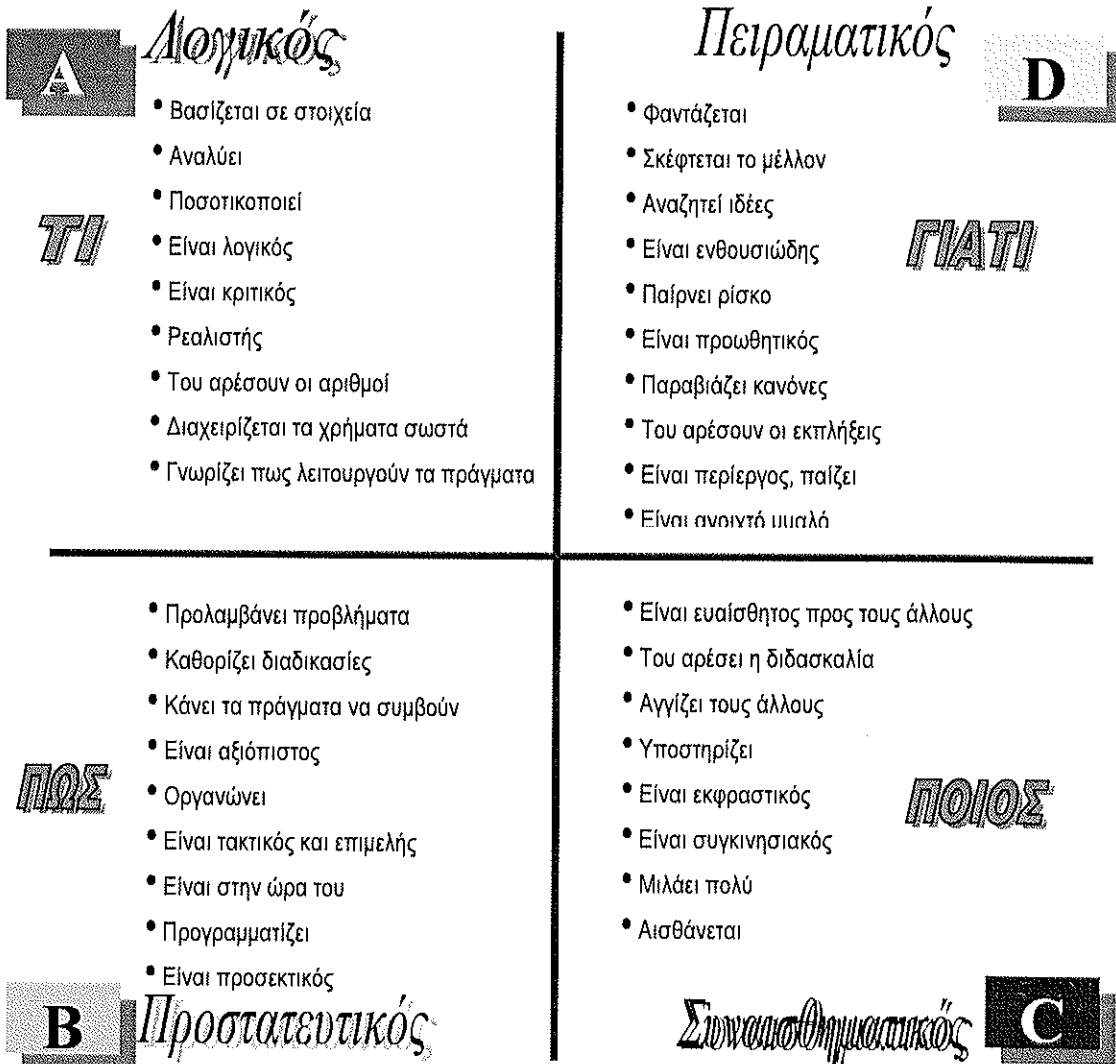 A
Λογικός
• Βασίζεται σε στοιχεία
• Αναλύει
• Ποσοτικοποιεί
• Είναι λογικός
• Είναι κριτικός
• Ρεαλιστής
• Του αρέσουν οι αριθμοί
• Διαχειρίζεται τα χρήματα σωστά
• Γνωρίζει πως λειτουργούν τα πράγματα
ΤΙ
Πειραματικός
D
• Φαντάζεται
• Σκέφτεται το μέλλον
• Αναζητεί ιδέες
• Είναι ενθουσιώδης
• Παίρνει ρίσκο
• Είναι προωθητικός
• Παραβιάζει κανόνες
• Του αρέσουν οι εκπλήξεις
• Είναι περίεργος, παίζει
• Είναι ανοιχτό μυαλό
ΓΙΑΤΙ
• Προλαμβάνει προβλήματα
• Καθορίζει διαδικασίες
• Κάνει τα πράγματα να συμβούν
• Είναι αξιόπιστος
• Οργανώνει
• Είναι τακτικός και επιμελής
• Είναι στην ώρα του
• Προγραμματίζει
• Είναι προσεκτικός
ΠΩΣ
B
Προστατευτικός
• Είναι ευαίσθητος προς τους άλλους
• Του αρέσει η διδασκαλία
• Αγγίζει τους άλλους
• Υποστηρίζει
• Είναι εκφραστικός
• Είναι συγκινησιακός
• Μιλάει πολύ
• Αισθάνεται
ΠΟΙΟΣ
Συναισθηματικός
C